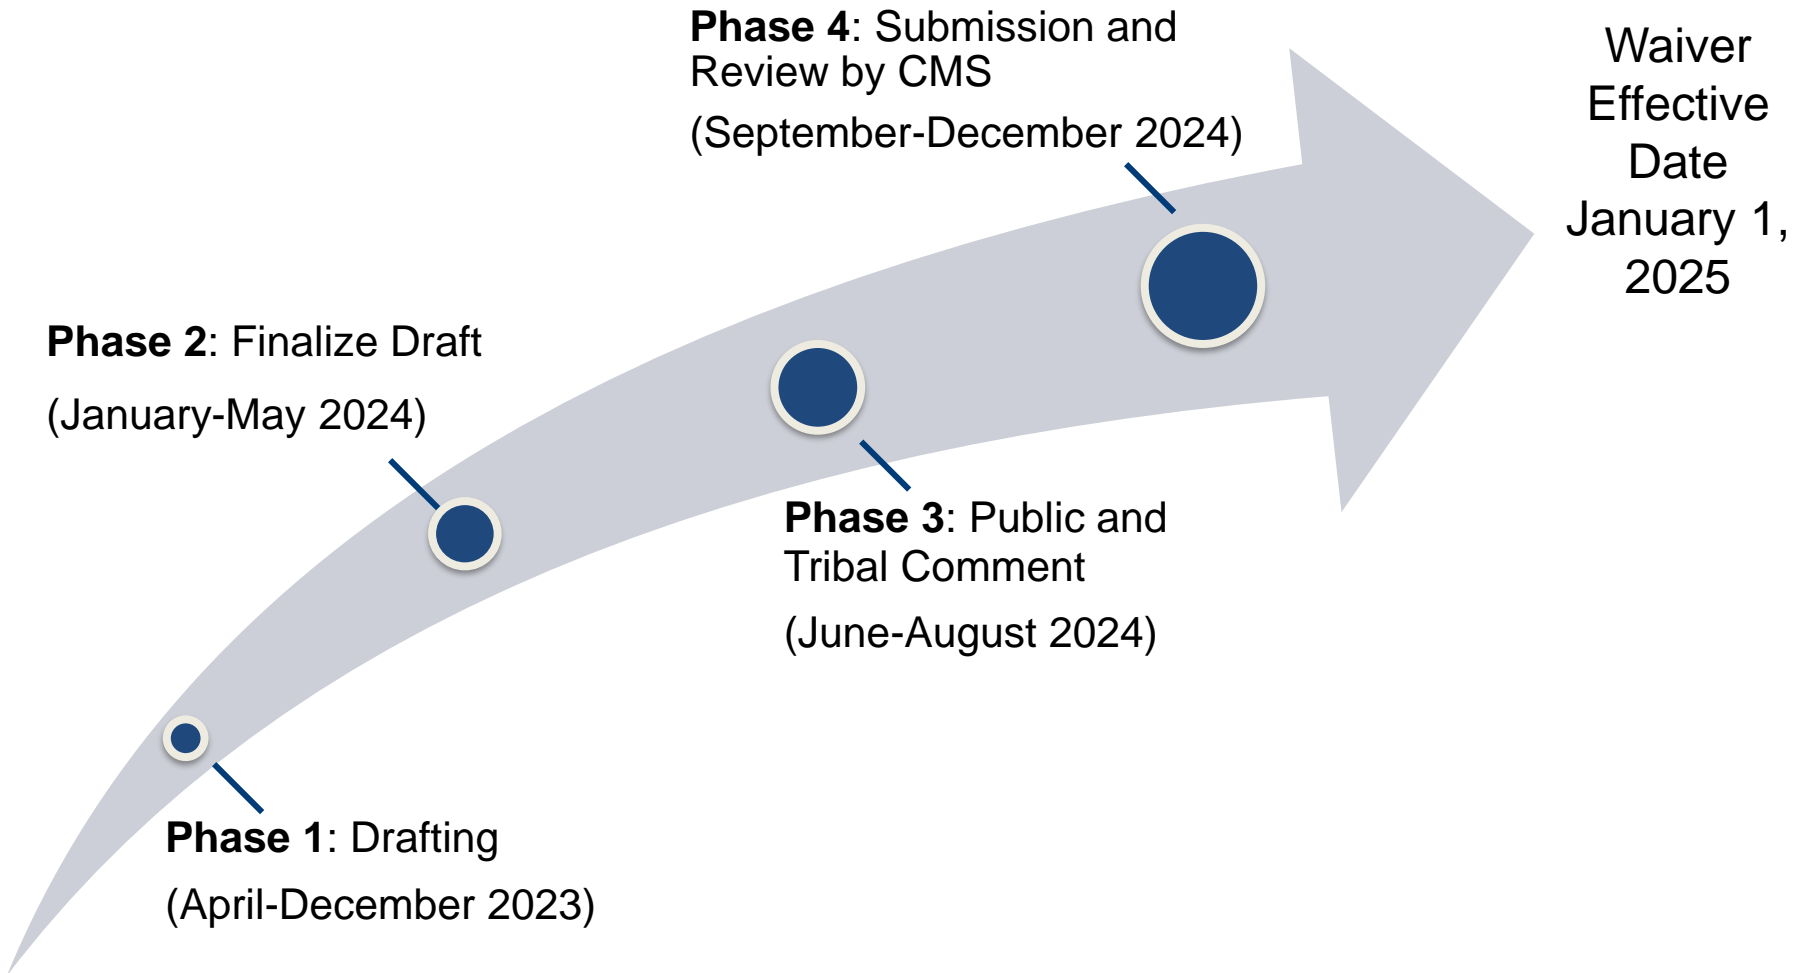 Phase 4: Submission and
Review by CMS
(September-December 2024)
Waiver
Effective
Date
January 1,
2025
Phase 2: Finalize Draft
(January-May 2024)
Phase 3: Public and
Tribal Comment
(June-August 2024)
Phase 1: Drafting
(April-December 2023)